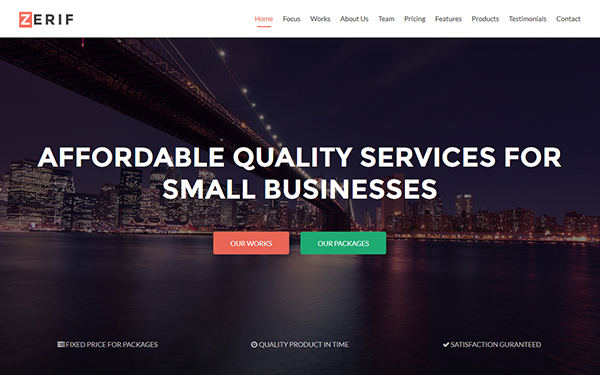 ZERIF
Home Focus Works About Us Team Pricing Features Products Testimonials Contact
AFFORDABLE QUALITY SERVICES FOR
SMALL BUSINESSES
OUR WORKS OUR PACKAGES
FIXED PRICE FOR PACKAGES QUALITY PRODUCT IN TIME SATISFACTION GURANTEED